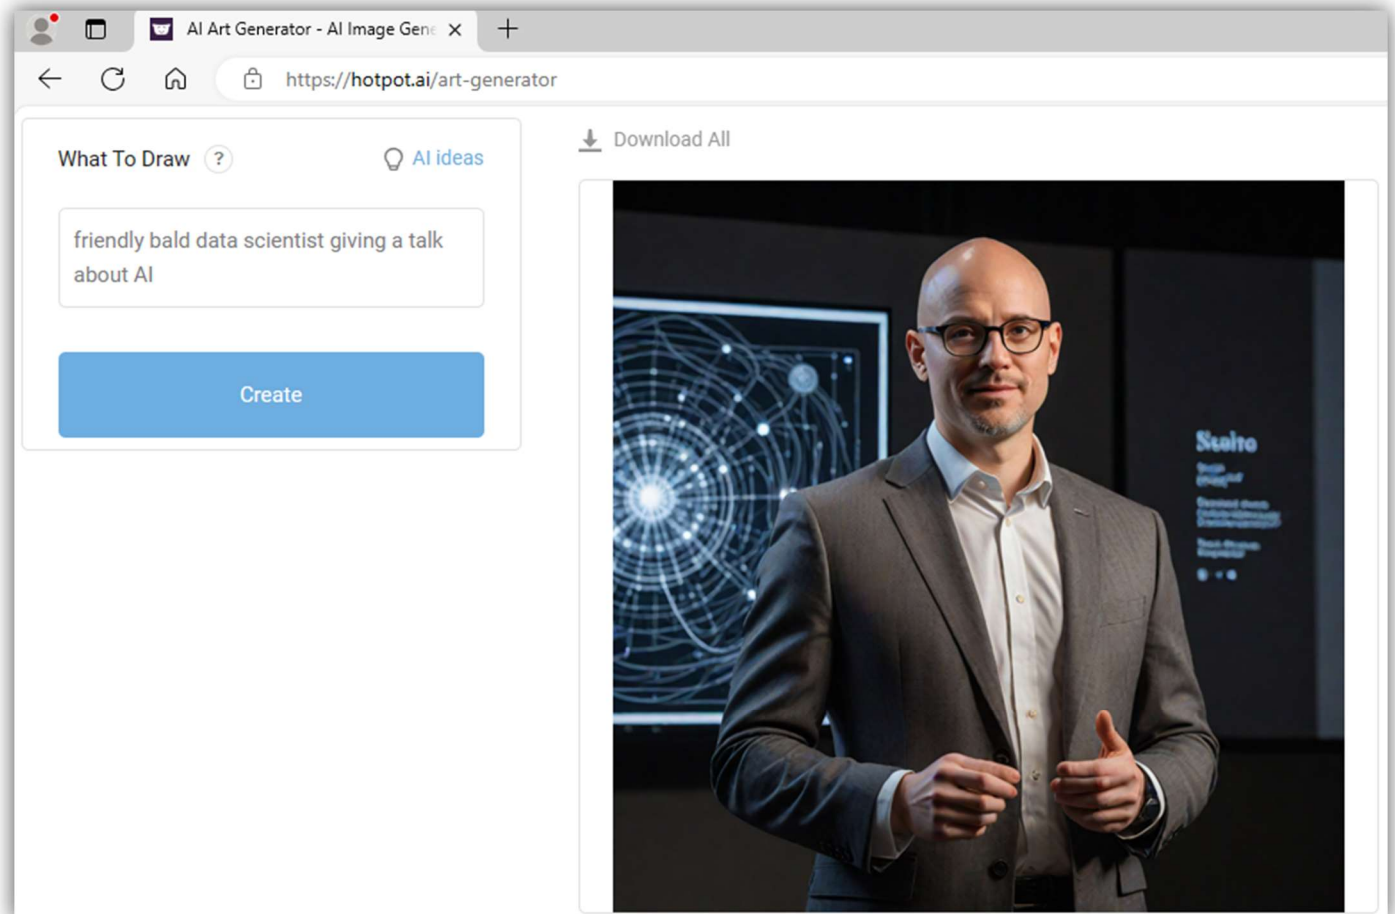 AI Art Generator - AI Image Gene
https://hotpot.ai/art-generator
What To Draw ?
AI ideas
friendly bald data scientist giving a talk
about AI
Create
Download All